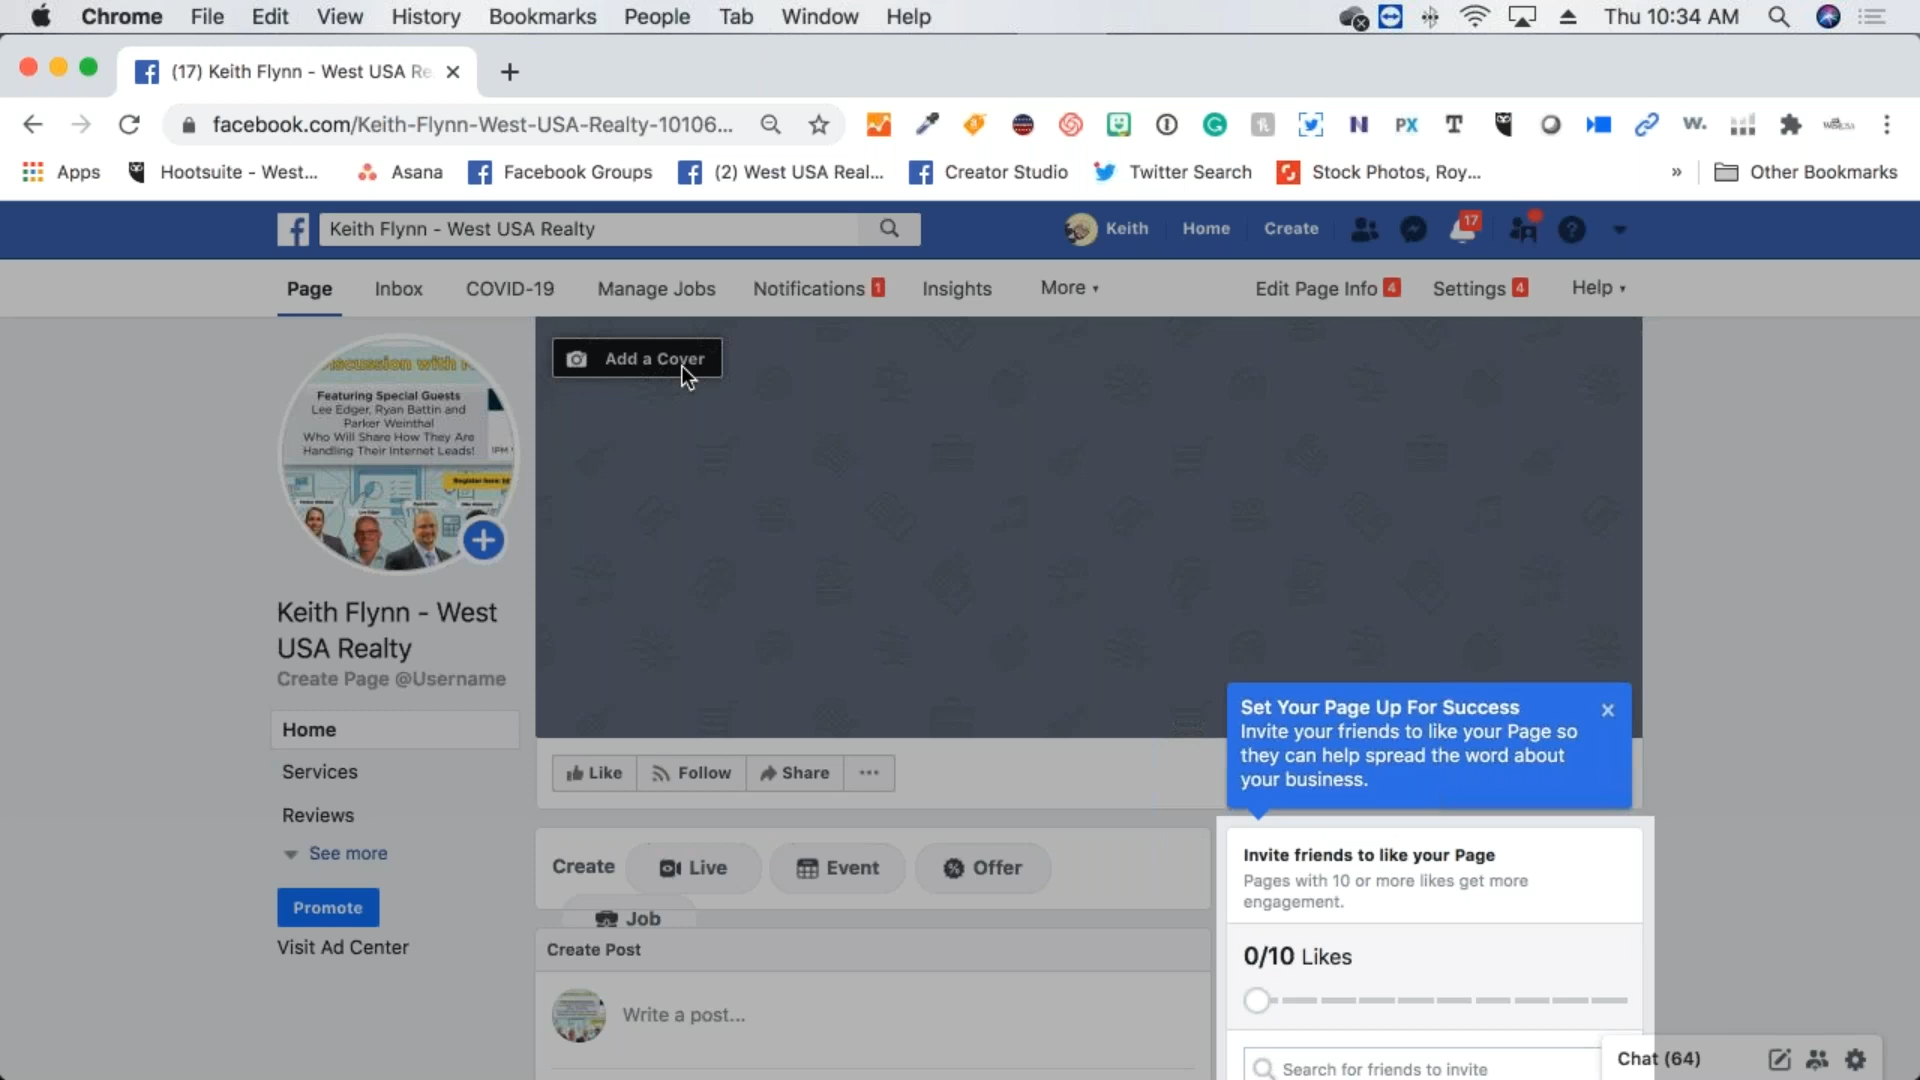 Chrome File Edit View History Bookmarks People Tab Window Help Thu 10:34 AM
(17) Keith Flynn - West USA Re
facebook.com/Keith-Flynn-West-USA-Realty-10106...
Apps Hootsuite - West... Asana Facebook Groups (2) West USA Real... Creator Studio Twitter Search Stock Photos, Roy... » Other Bookmarks
Keith Flynn - West USA Realty Keith Home Create 17
Page Inbox COVID-19 Manage Jobs Notifications 1 Insights More Edit Page Info 4 Settings 4 Help
Add a Cover
Featuring Special Guests
Lee Edger, Ryan Battin and
Parker Weinthal
Who Will Share How They Are
Handling Their Internet Leads!
Keith Flynn - West
USA Realty
Create Page @Username
Home
Services
Reviews
See more
Promote
Visit Ad Center
Like Follow Share ...
Create Live Event Offer
Job
Create Post
Write a post...
Set Your Page Up For Success
Invite your friends to like your Page so
they can help spread the word about
your business.
Invite friends to like your Page
Pages with 10 or more likes get more
engagement.
0/10 Likes
Search for friends to invite
Chat (64)